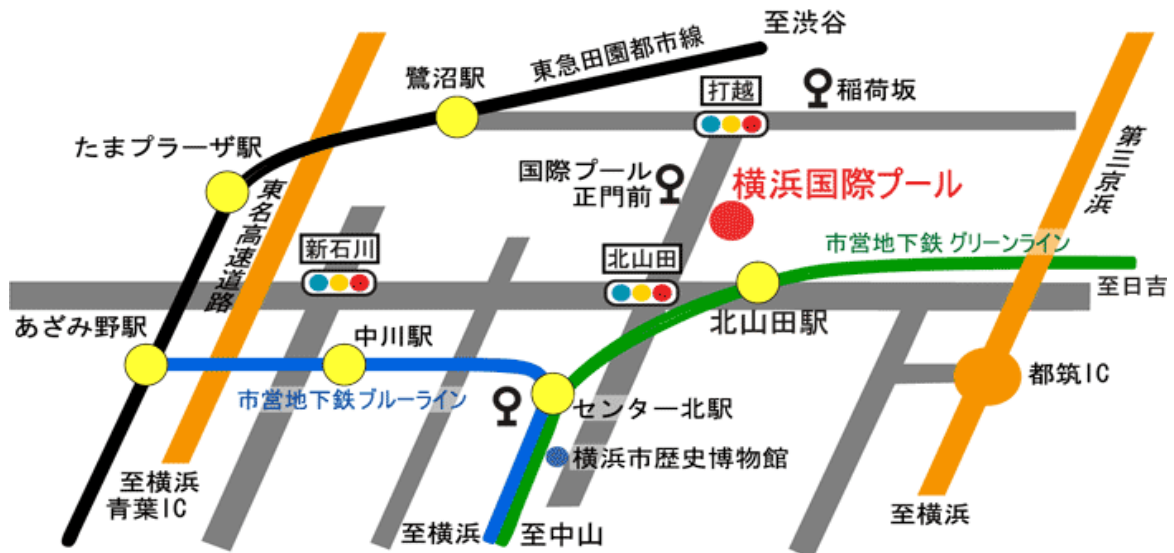 至渋谷
東急田園都市線
鷺沼駅
打越
稲荷坂
たまプラーザ駅
東名高速道路
国際プール
正門前
横浜国際プール
第三京浜
新石川
北山田
市営地下鉄 グリーンライン
至日吉
あざみ野駅
中川駅
北山田駅
都筑IC
市営地下鉄ブルーライン
センター北駅
横浜市歴史博物館
至横浜
青葉IC
至横浜
至中山
至横浜